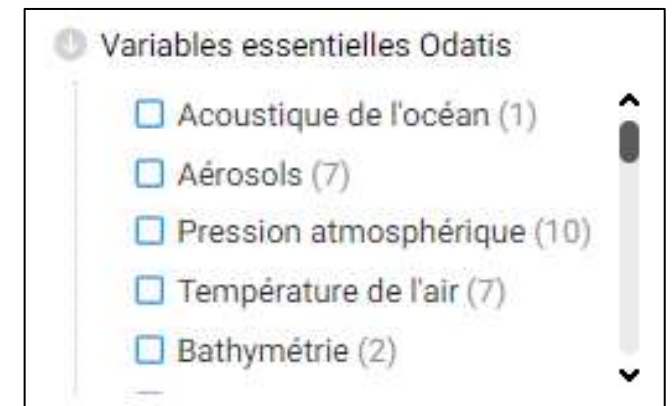 Variables essentielles Odatis
Acoustique de l'océan (1)
Aérosols (7)
Pression atmosphérique (10)
Température de l'air (7)
Bathymétrie (2)